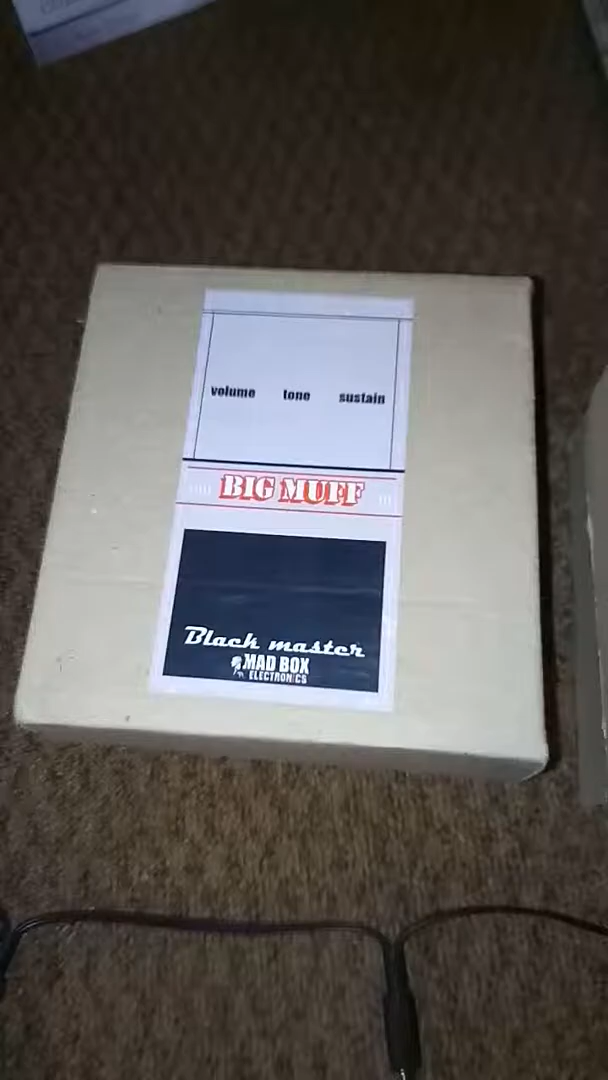 volume tone sustain
BIG MUFF
Black master
MAD BOX
ELECTRONICS